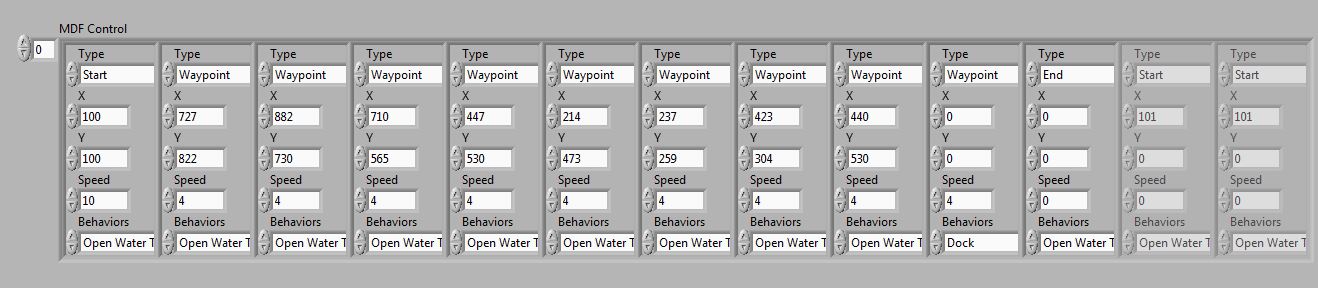 MDF Control
0
Type Type Type Type Type Type Type Type Type Type Type Type Type
Start Waypoint Waypoint Waypoint Waypoint Waypoint Waypoint Waypoint Waypoint Waypoint End Start Start
X X X X X X X X X X X X X
100 727 882 710 447 214 237 423 440 0 0 101 101
Y Y Y Y Y Y Y Y Y Y Y Y Y
100 822 730 565 530 473 259 304 530 0 0 0 0
Speed Speed Speed Speed Speed Speed Speed Speed Speed Speed Speed Speed Speed
10 4 4 4 4 4 4 4 4 4 0 0 0
Behaviors Behaviors Behaviors Behaviors Behaviors Behaviors Behaviors Behaviors Behaviors Behaviors Behaviors Behaviors Behaviors
Open Water T Open Water T Open Water T Open Water T Open Water T Open Water T Open Water T Open Water T Open Water T Dock Open Water T Open Water T Open Water T